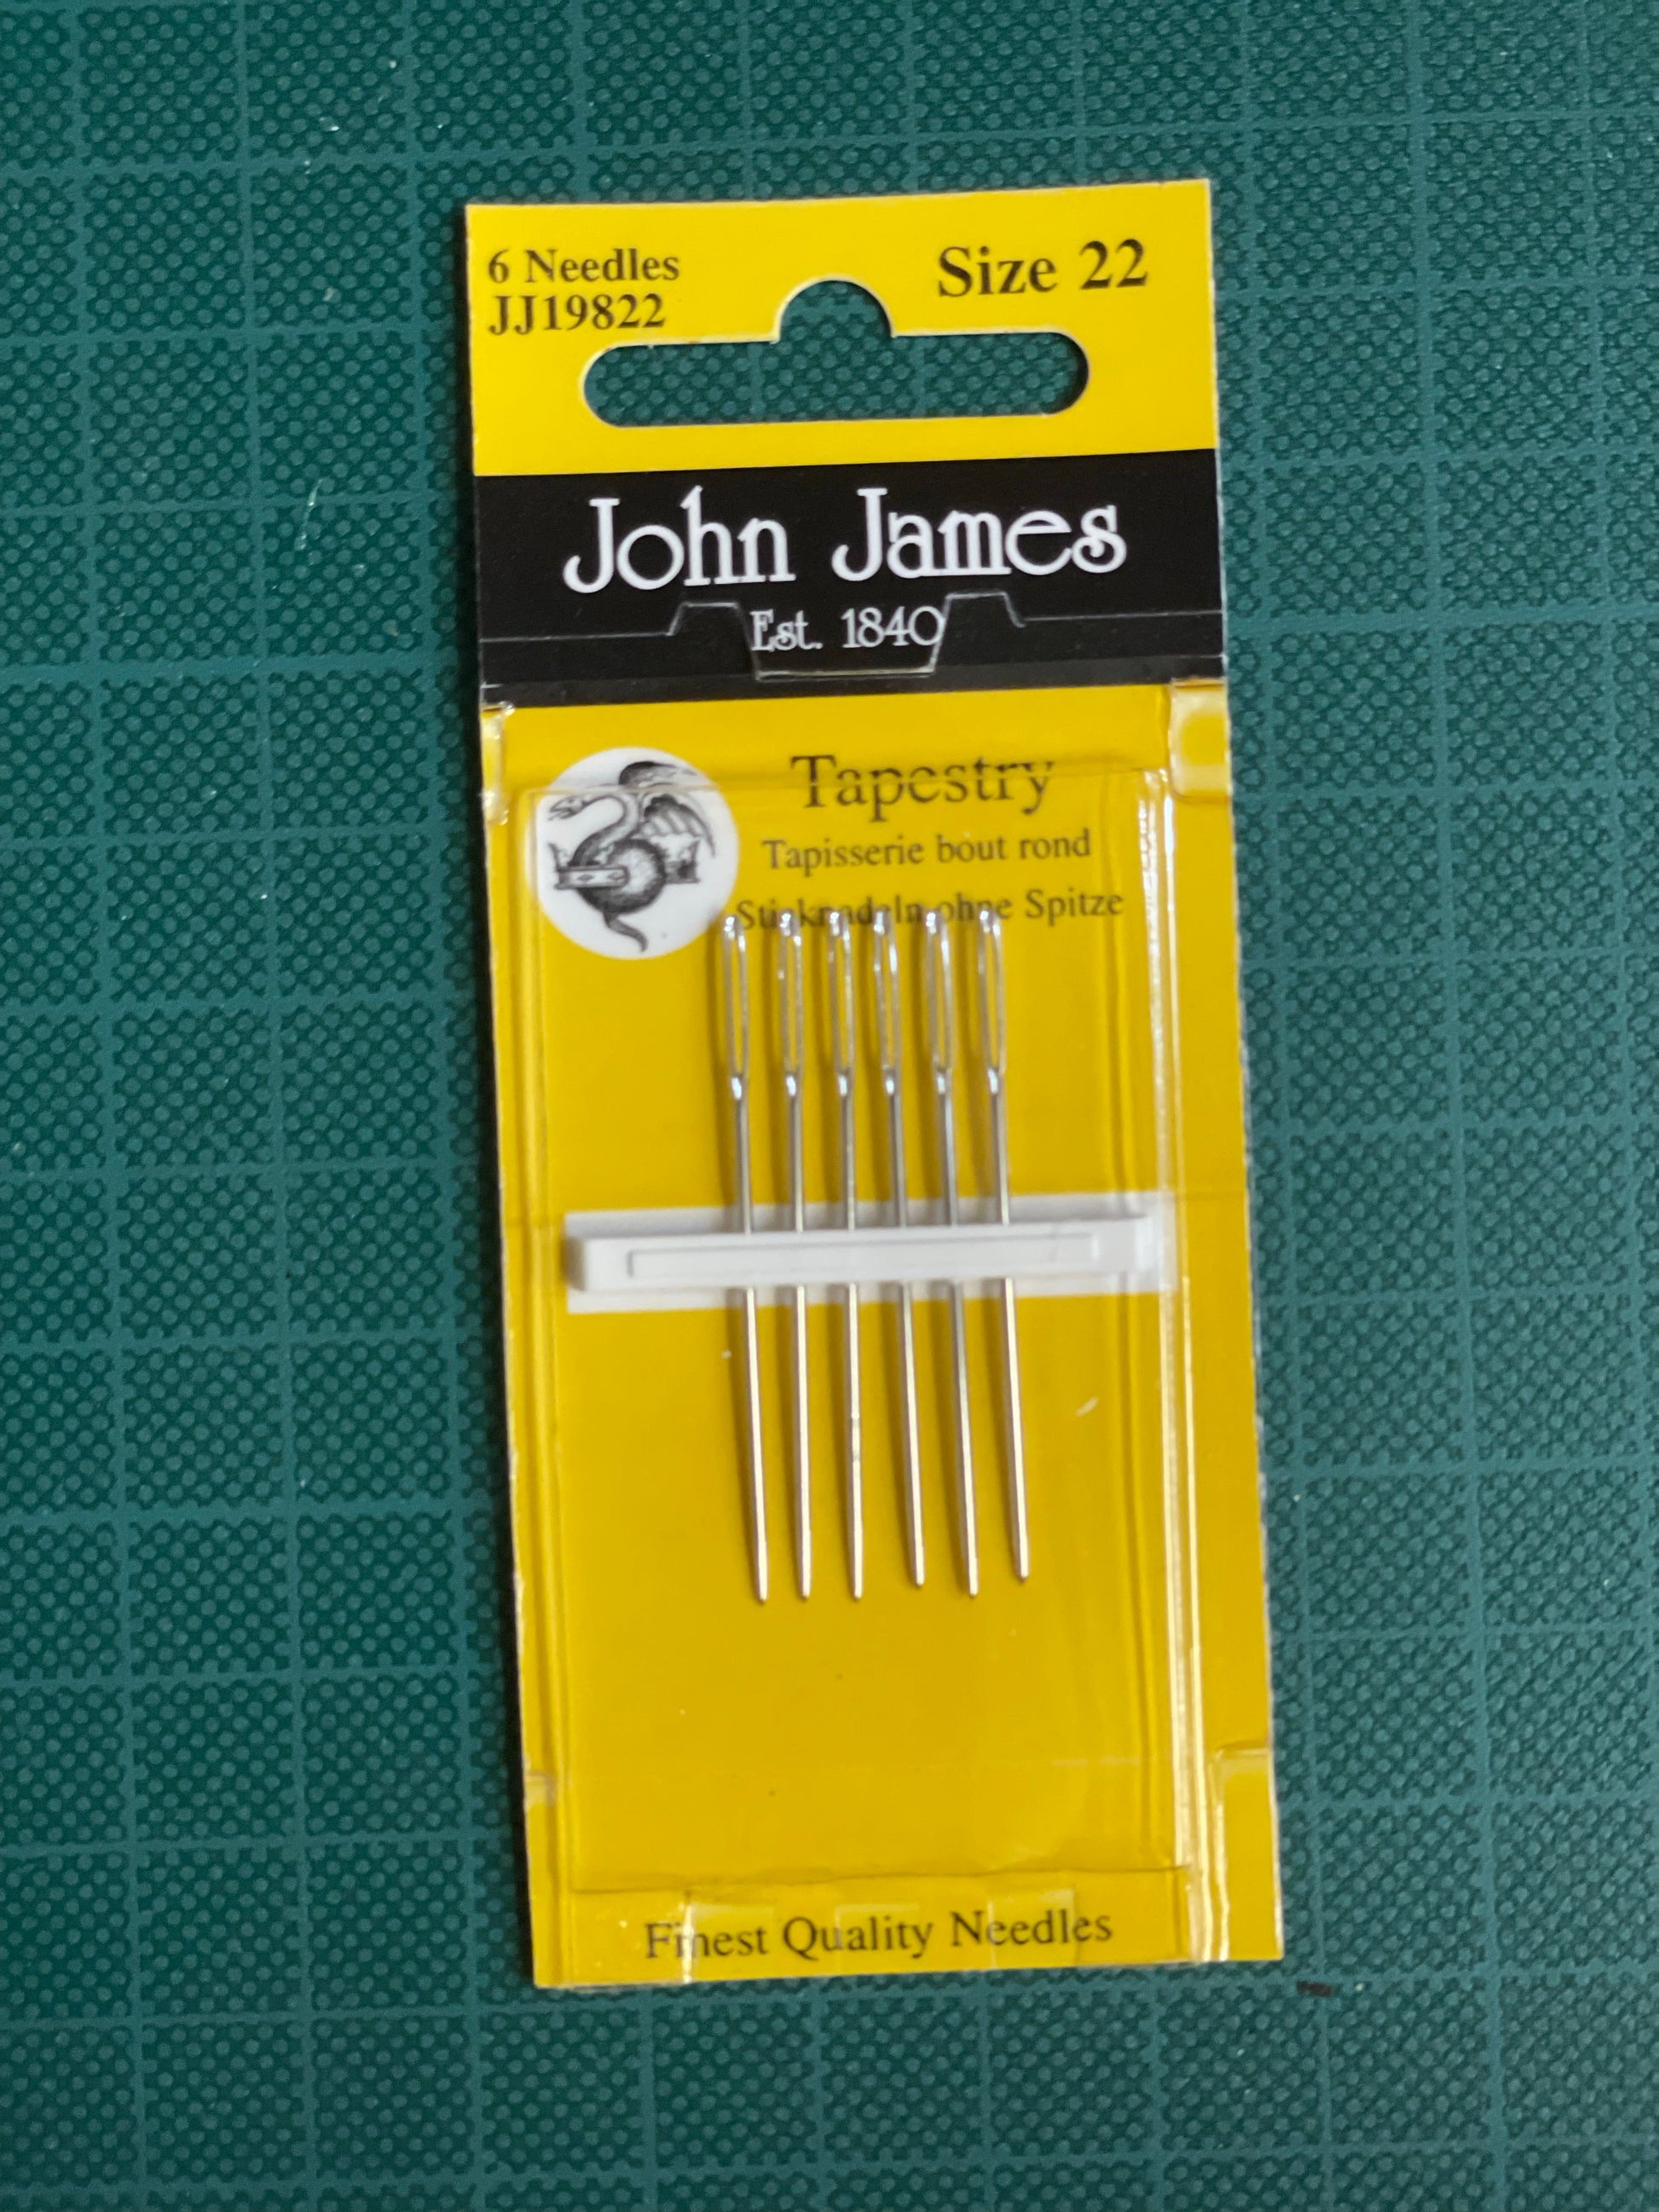 6 Needles
JJ19822
Size 22
John James
Est. 1840
Tapestry
Tapisserie bout rond
Sticknadeln ohne Spitze
Finest Quality Needles